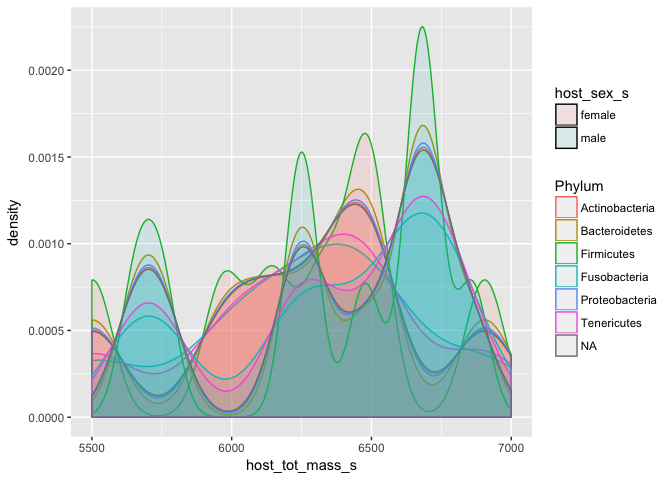 0.0020
0.0015
0.0010
0.0005
0.0000
density
5500 6000 6500 7000
host_tot_mass_s
host_sex_s
female
male
Phylum
Actinobacteria
Bacteroidetes
Firmicutes
Fusobacteria
Proteobacteria
Tenericutes
NA